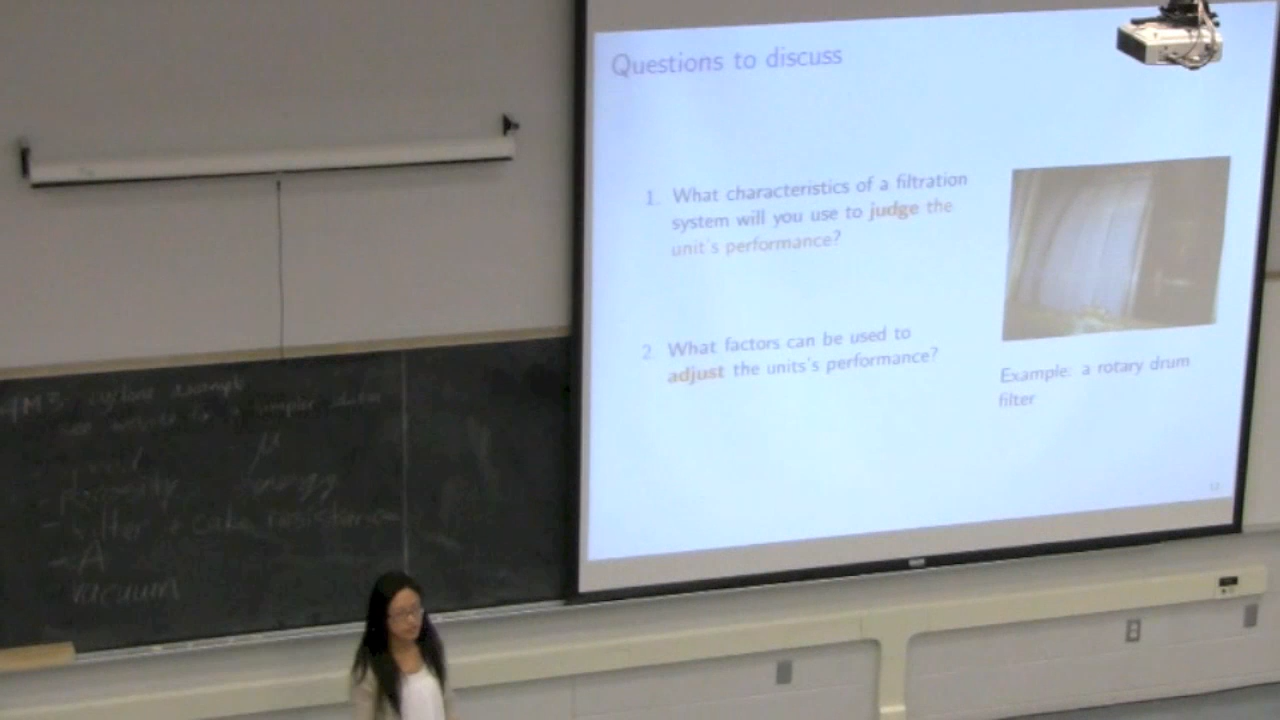 Questions to discuss
1. What characteristics of a filtration
system will you use to judge the
unit's performance?
2. What factors can be used to
adjust the units's performance?
Example: a rotary drum
filter
cyclone example
μ
energy
- filter + cake resistance
- A
vacuum